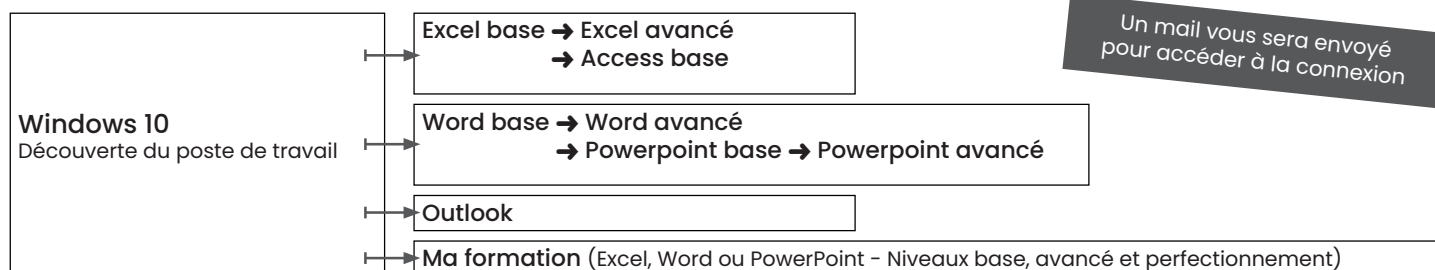 Excel base → Excel avancé
→ Access base
Un mail vous sera envoyé
pour accéder à la connexion
Windows 10
Découverte du poste de travail
Word base → Word avancé
→ Powerpoint base → Powerpoint avancé
Outlook
Ma formation (Excel, Word ou PowerPoint - Niveaux base, avancé et perfectionnement)